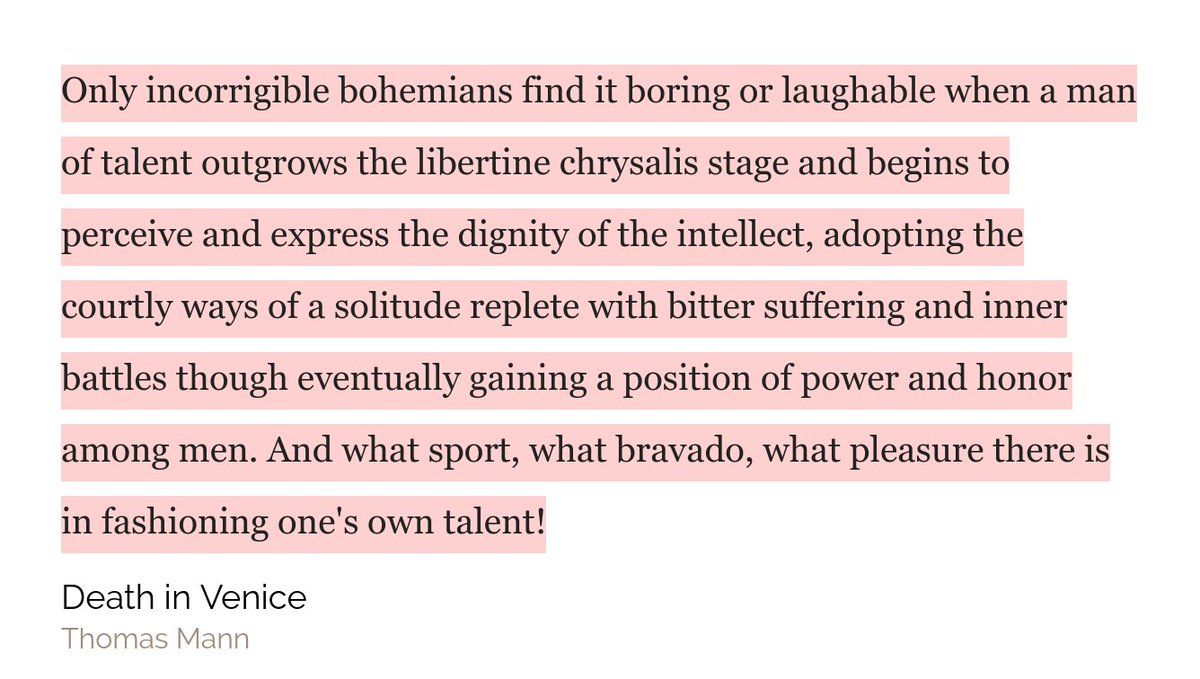 Only incorrigible bohemians find it boring or laughable when a man
of talent outgrows the libertine chrysalis stage and begins to
perceive and express the dignity of the intellect, adopting the
courtly ways of a solitude replete with bitter suffering and inner
battles though eventually gaining a position of power and honor
among men. And what sport, what bravado, what pleasure there is
in fashioning one's own talent!
Death in Venice
Thomas Mann